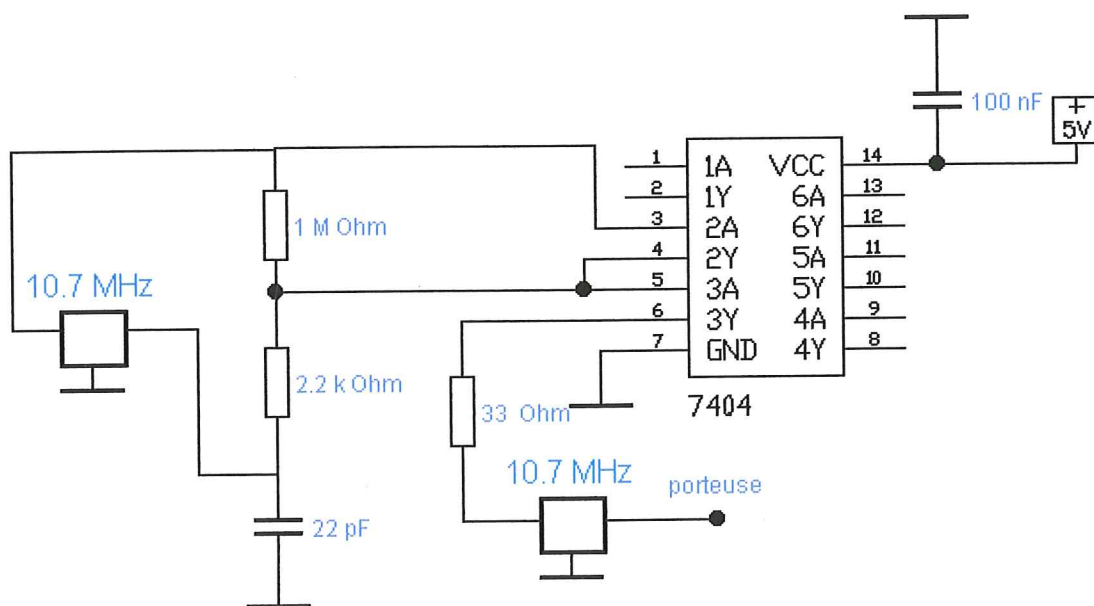 100 nF
+
5V
1 1A VCC 14
2 1Y 6A 13
3 2A 6Y 12
4 2Y 5A 11
5 3A 5Y 10
6 3Y 4A 9
7 GND 4Y 8
7404
1 M Ohm
10.7 MHz
2.2 k Ohm
33 Ohm
10.7 MHz
porteuse
22 pF